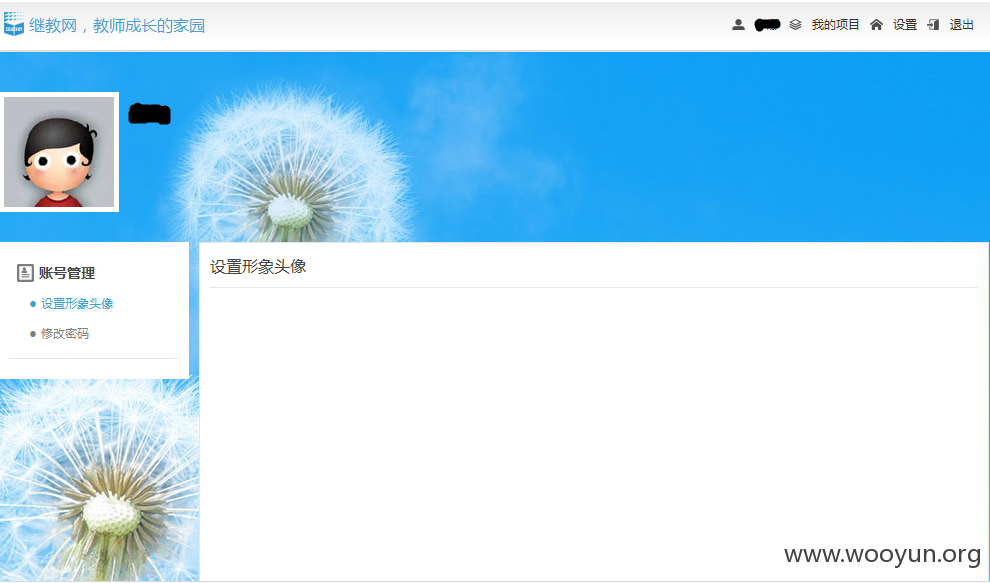 继教网，教师成长的家园
我的项目 设置 退出
账号管理
设置形象头像
修改密码
设置形象头像
www.wooyun.org